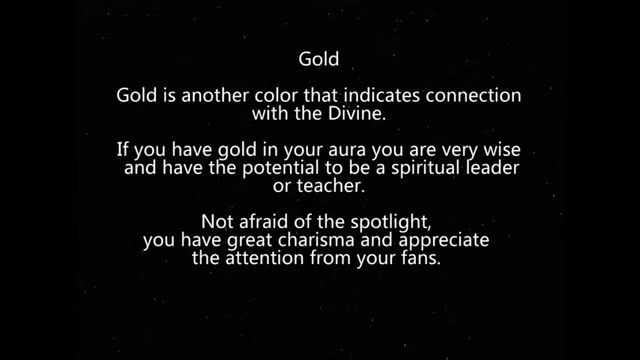 Gold
Gold is another color that indicates connection
with the Divine.
If you have gold in your aura you are very wise
and have the potential to be a spiritual leader
or teacher.
Not afraid of the spotlight,
you have great charisma and appreciate
the attention from your fans.